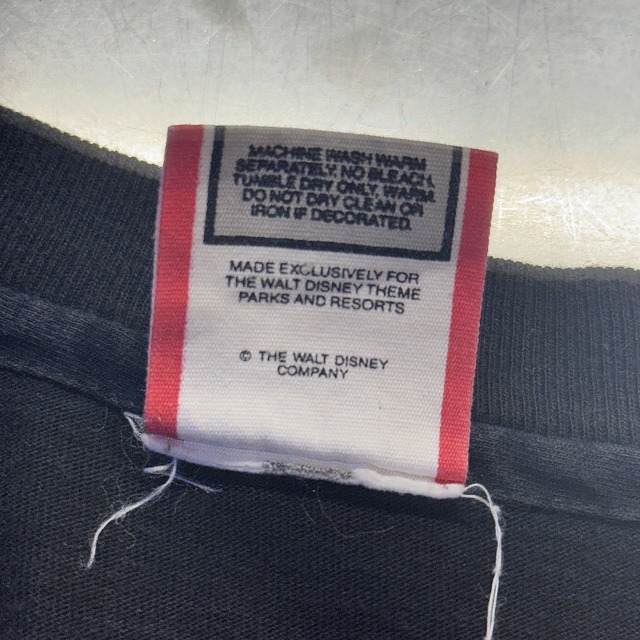 MACHINE WASH WARM
SEPARATELY. NO BLEACH.
TUMBLE DRY ONLY, WARM.
DO NOT DRY CLEAN OR
IRON IF DECORATED.
MADE EXCLUSIVELY FOR
THE WALT DISNEY THEME
PARKS AND RESORTS
© THE WALT DISNEY
COMPANY